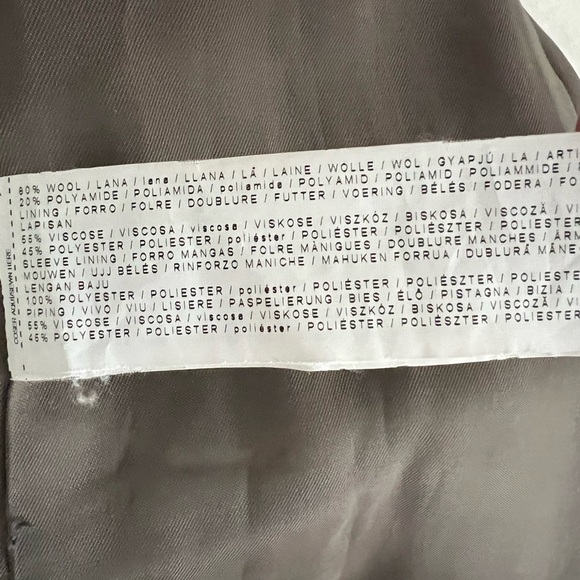 80% WOOL / LANA / lana / LLANA / LÃ / LAINE / WOLLE / WOL / GYAPJÚ / LA / ARTI
20% POLYAMIDE / POLIAMIDA / poliamide / POLYAMID / POLIAMID / POLIAMMIDE /
LINING / FORRO / FOLRE / DOUBLURE / FUTTER / VOERING / BÉLÉS / FODERA / FO
LAPISAN
55% VISCOSE / VISCOSA / viscosa / VISKOSE / VISZKÓZ / BISKOSA / VISCOZĂ / VI
45% POLYESTER / POLIESTER / poliéster / POLIÉSTER / POLIÉSZTER / POLIESTER
SLEEVE LINING / FORRO MANGAS / FOLRE MÀNIGUES / DOUBLURE MANCHES / ÄRM
MOUWEN / UJJ BÉLÉS / RINFORZO MANICHE / MAHUKEN FORRUA / DUBLURĂ MÂNE
LENGAN BAJU
100% POLYESTER / POLIESTER / poliéster / POLIÈSTER / POLIÉSZTER / POLIESTE
PIPING / VIVO / VIU / LISIERE / PASPELIERUNG / BIES / ÉLŐ / PISTAGNA / BIZIA /
55% VISCOSE / VISCOSA / viscosa / VISKOSE / VISZKÓZ / BISKOSA / VISCOZĂ / V
45% POLYESTER / POLIESTER / poliéster / POLIÉSTER / POLIÉSZTER / POLIESTER